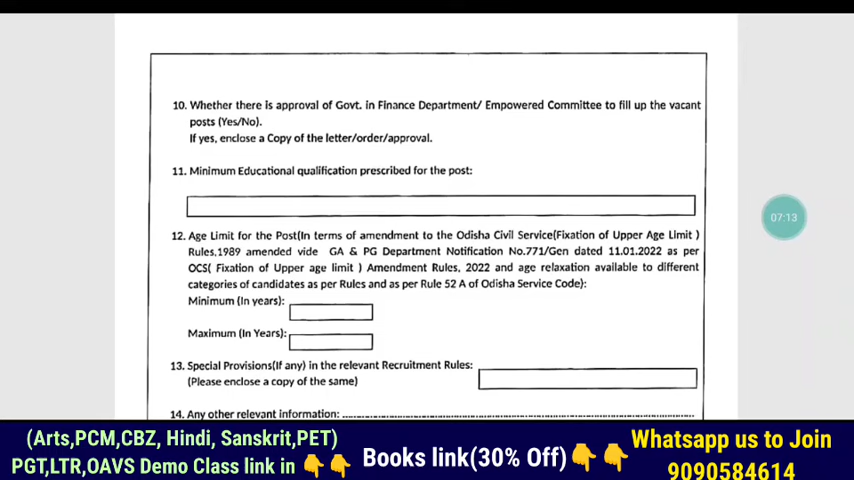 10. Whether there is approval of Govt. in Finance Department/ Empowered Committee to fill up the vacant
posts (Yes/No).
If yes, enclose a Copy of the letter/order/approval.
11. Minimum Educational qualification prescribed for the post:
12. Age Limit for the Post(In terms of amendment to the Odisha Civil Service(Fixation of Upper Age Limit )
Rules,1989 amended vide GA & PG Department Notification No.771/Gen dated 11.01.2022 as per
OCS( Fixation of Upper age limit ) Amendment Rules, 2022 and age relaxation available to different
categories of candidates as per Rules and as per Rule 52 A of Odisha Service Code):
Minimum (In years):
Maximum (In Years):
13. Special Provisions(If any) in the relevant Recruitment Rules:
(Please enclose a copy of the same)
14. Any other relevant information: ........................................................................
07:13
(Arts,PCM,CBZ, Hindi, Sanskrit,PET)
PGT,LTR,OAVS Demo Class link in 👇👇
Books link(30% Off)👇👇
Whatsapp us to Join
9090584614